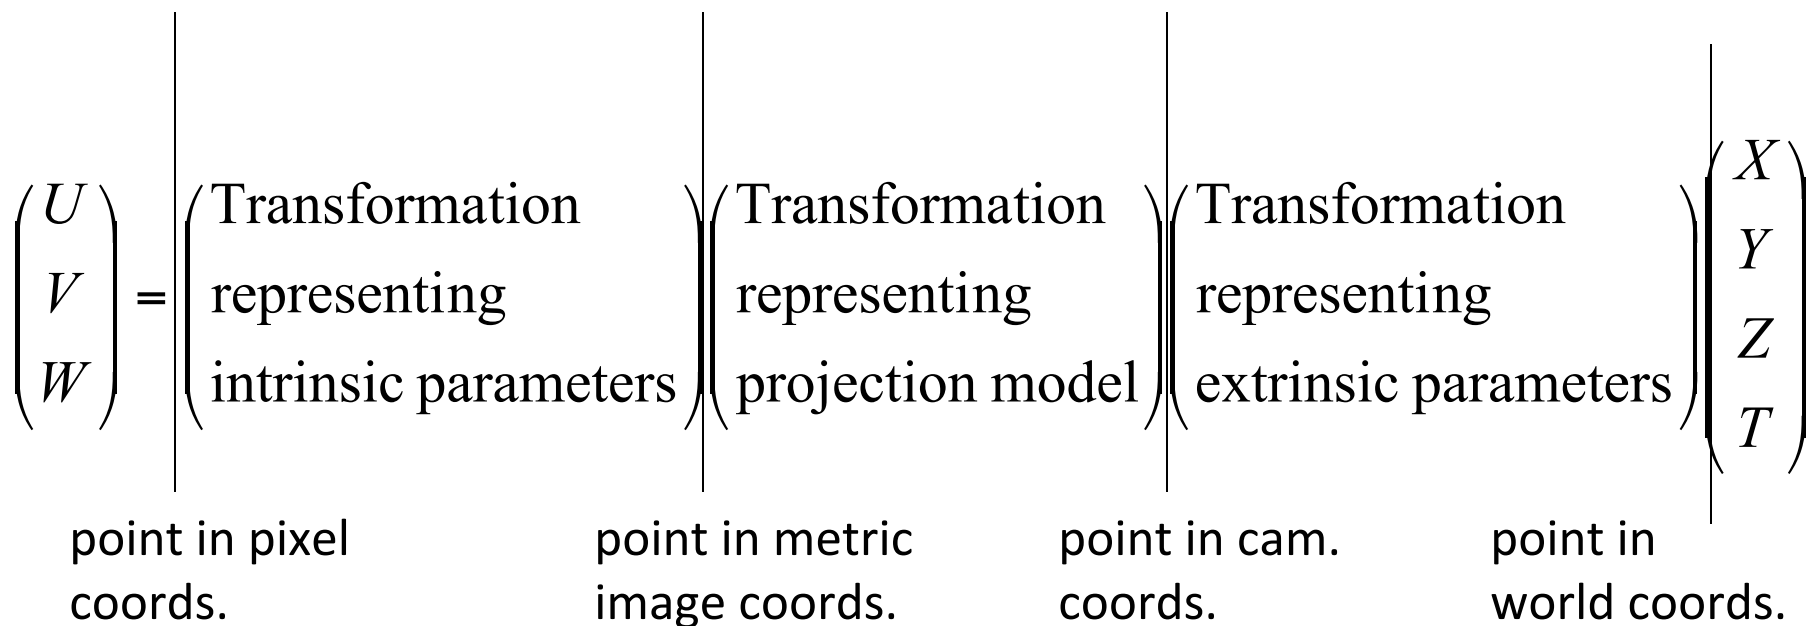 U
V
W
=
Transformation
representing
intrinsic parameters
Transformation
representing
projection model
Transformation
representing
extrinsic parameters
X
Y
Z
T
point in pixel
coords.
point in metric
image coords.
point in cam.
coords.
point in
world coords.